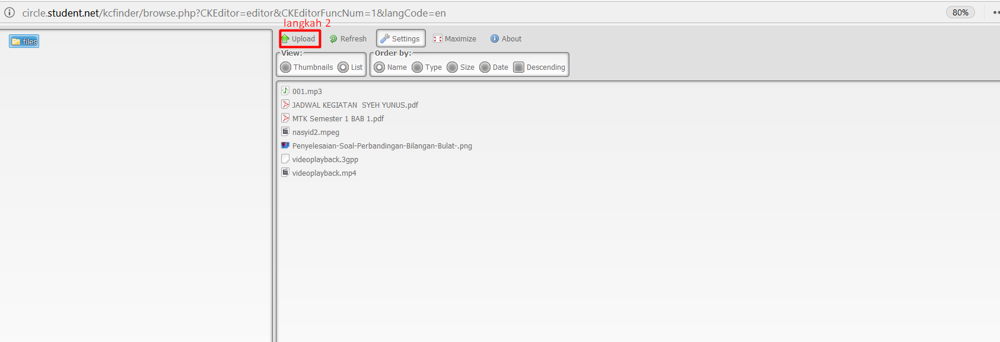 circle.student.net/kcfinder/browse.php?CKEditor=editor&CKEditorFuncNum=1&langCode=en
80%
langkah 2
files
Upload Refresh Settings Maximize About
View: Order by:
Thumbnails List Name Type Size Date Descending
001.mp3
JADWAL KEGIATAN  SYEH YUNUS.pdf
MTK Semester 1 BAB 1.pdf
nasyid2.mpeg
Penyelesaian-Soal-Perbandingan-Bilangan-Bulat-.png
videoplayback.3gpp
videoplayback.mp4